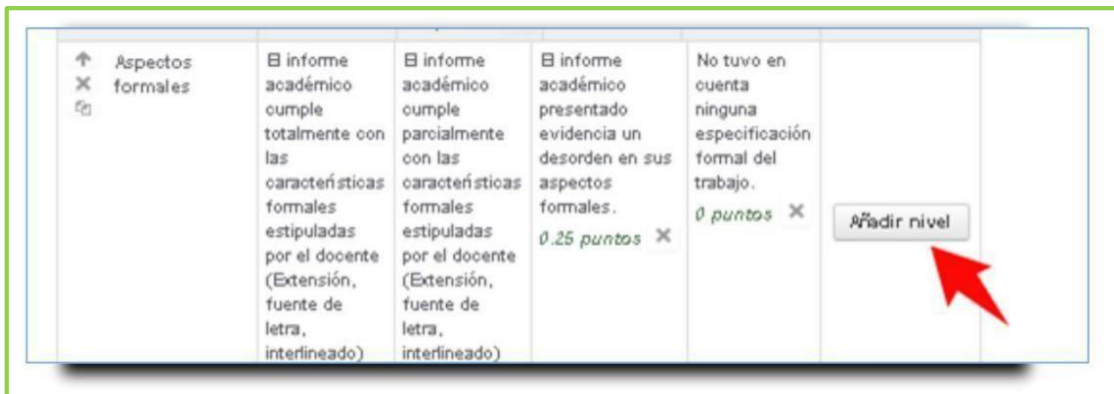 Aspectos
formales
El informe
académico
cumple
totalmente con
las
características
formales
estipuladas
por el docente
(Extensión,
fuente de
letra,
interlineado)
El informe
académico
cumple
parcialmente
con las
características
formales
estipuladas
por el docente
(Extensión,
fuente de
letra,
interlineado)
El informe
académico
presentado
evidencia un
desorden en sus
aspectos
formales.
0.25 puntos
No tuvo en
cuenta
ninguna
especificación
formal del
trabajo.
0 puntos
Añadir nivel